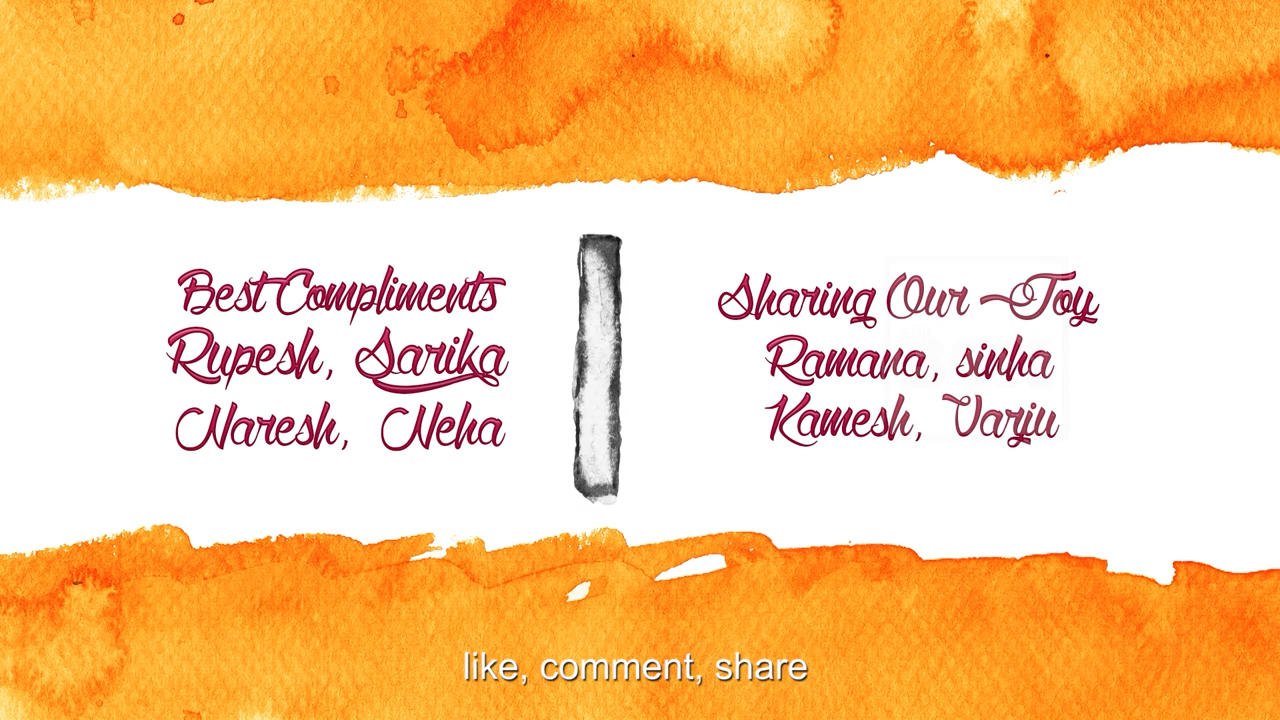 Best Compliments
Rupesh, Sarika
Naresh, Neha
Sharing Our Joy
Ramana, sinha
Kamesh, Varju
like, comment, share